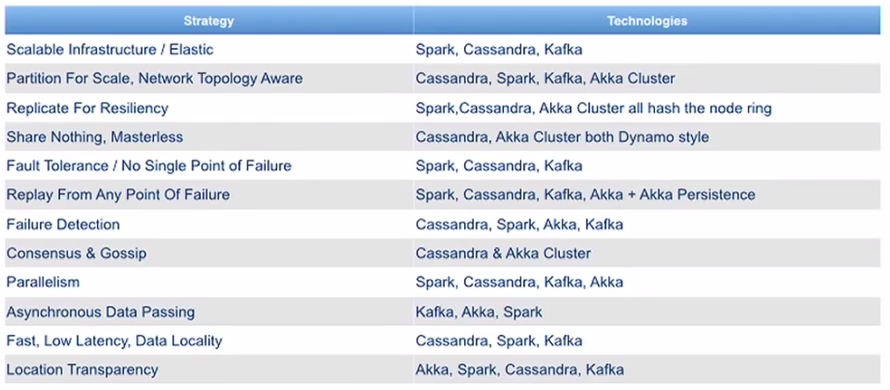 Strategy Technologies
Scalable Infrastructure / Elastic Spark, Cassandra, Kafka
Partition For Scale, Network Topology Aware Cassandra, Spark, Kafka, Akka Cluster
Replicate For Resiliency Spark,Cassandra, Akka Cluster all hash the node ring
Share Nothing, Masterless Cassandra, Akka Cluster both Dynamo style
Fault Tolerance / No Single Point of Failure Spark, Cassandra, Kafka
Replay From Any Point Of Failure Spark, Cassandra, Kafka, Akka + Akka Persistence
Failure Detection Cassandra, Spark, Akka, Kafka
Consensus & Gossip Cassandra & Akka Cluster
Parallelism Spark, Cassandra, Kafka, Akka
Asynchronous Data Passing Kafka, Akka, Spark
Fast, Low Latency, Data Locality Cassandra, Spark, Kafka
Location Transparency Akka, Spark, Cassandra, Kafka